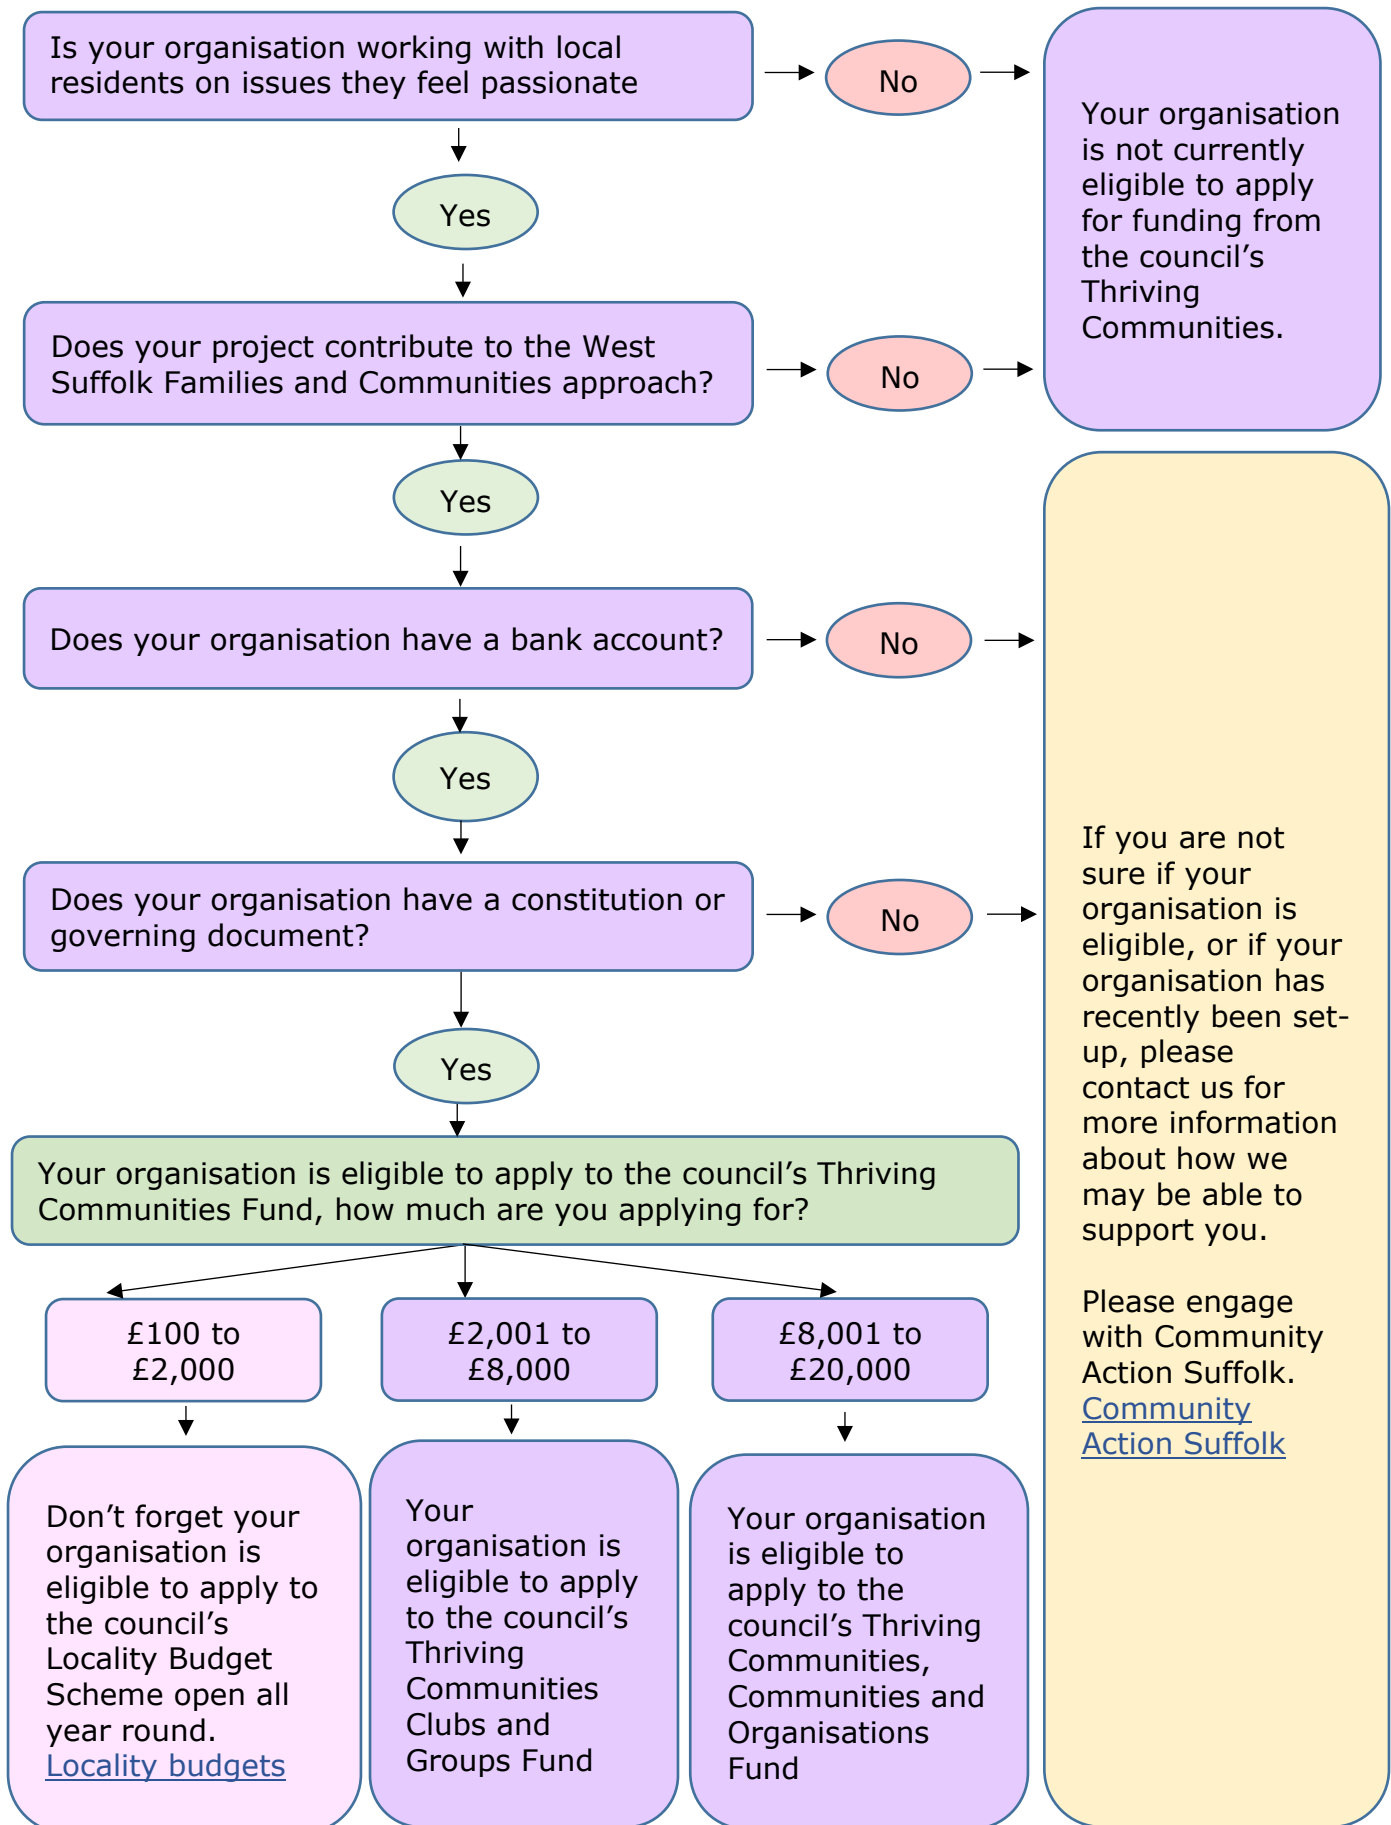 Is your organisation working with local
residents on issues they feel passionate
No
Your organisation
is not currently
eligible to apply
for funding from
the council’s
Thriving
Communities.
Yes
Does your project contribute to the West
Suffolk Families and Communities approach?
No
Yes
Does your organisation have a bank account?
No
Yes
Does your organisation have a constitution or
governing document?
No
If you are not
sure if your
organisation is
eligible, or if your
organisation has
recently been set-
up, please
contact us for
more information
about how we
may be able to
support you.
Please engage
with Community
Action Suffolk.
Community
Action Suffolk
Yes
Your organisation is eligible to apply to the council’s Thriving
Communities Fund, how much are you applying for?
£100 to
£2,000
£2,001 to
£8,000
£8,001 to
£20,000
Don’t forget your
organisation is
eligible to apply to
the council’s
Locality Budget
Scheme open all
year round.
Locality budgets
Your
organisation is
eligible to apply
to the council’s
Thriving
Communities
Clubs and
Groups Fund
Your organisation
is eligible to
apply to the
council’s Thriving
Communities,
Communities and
Organisations
Fund